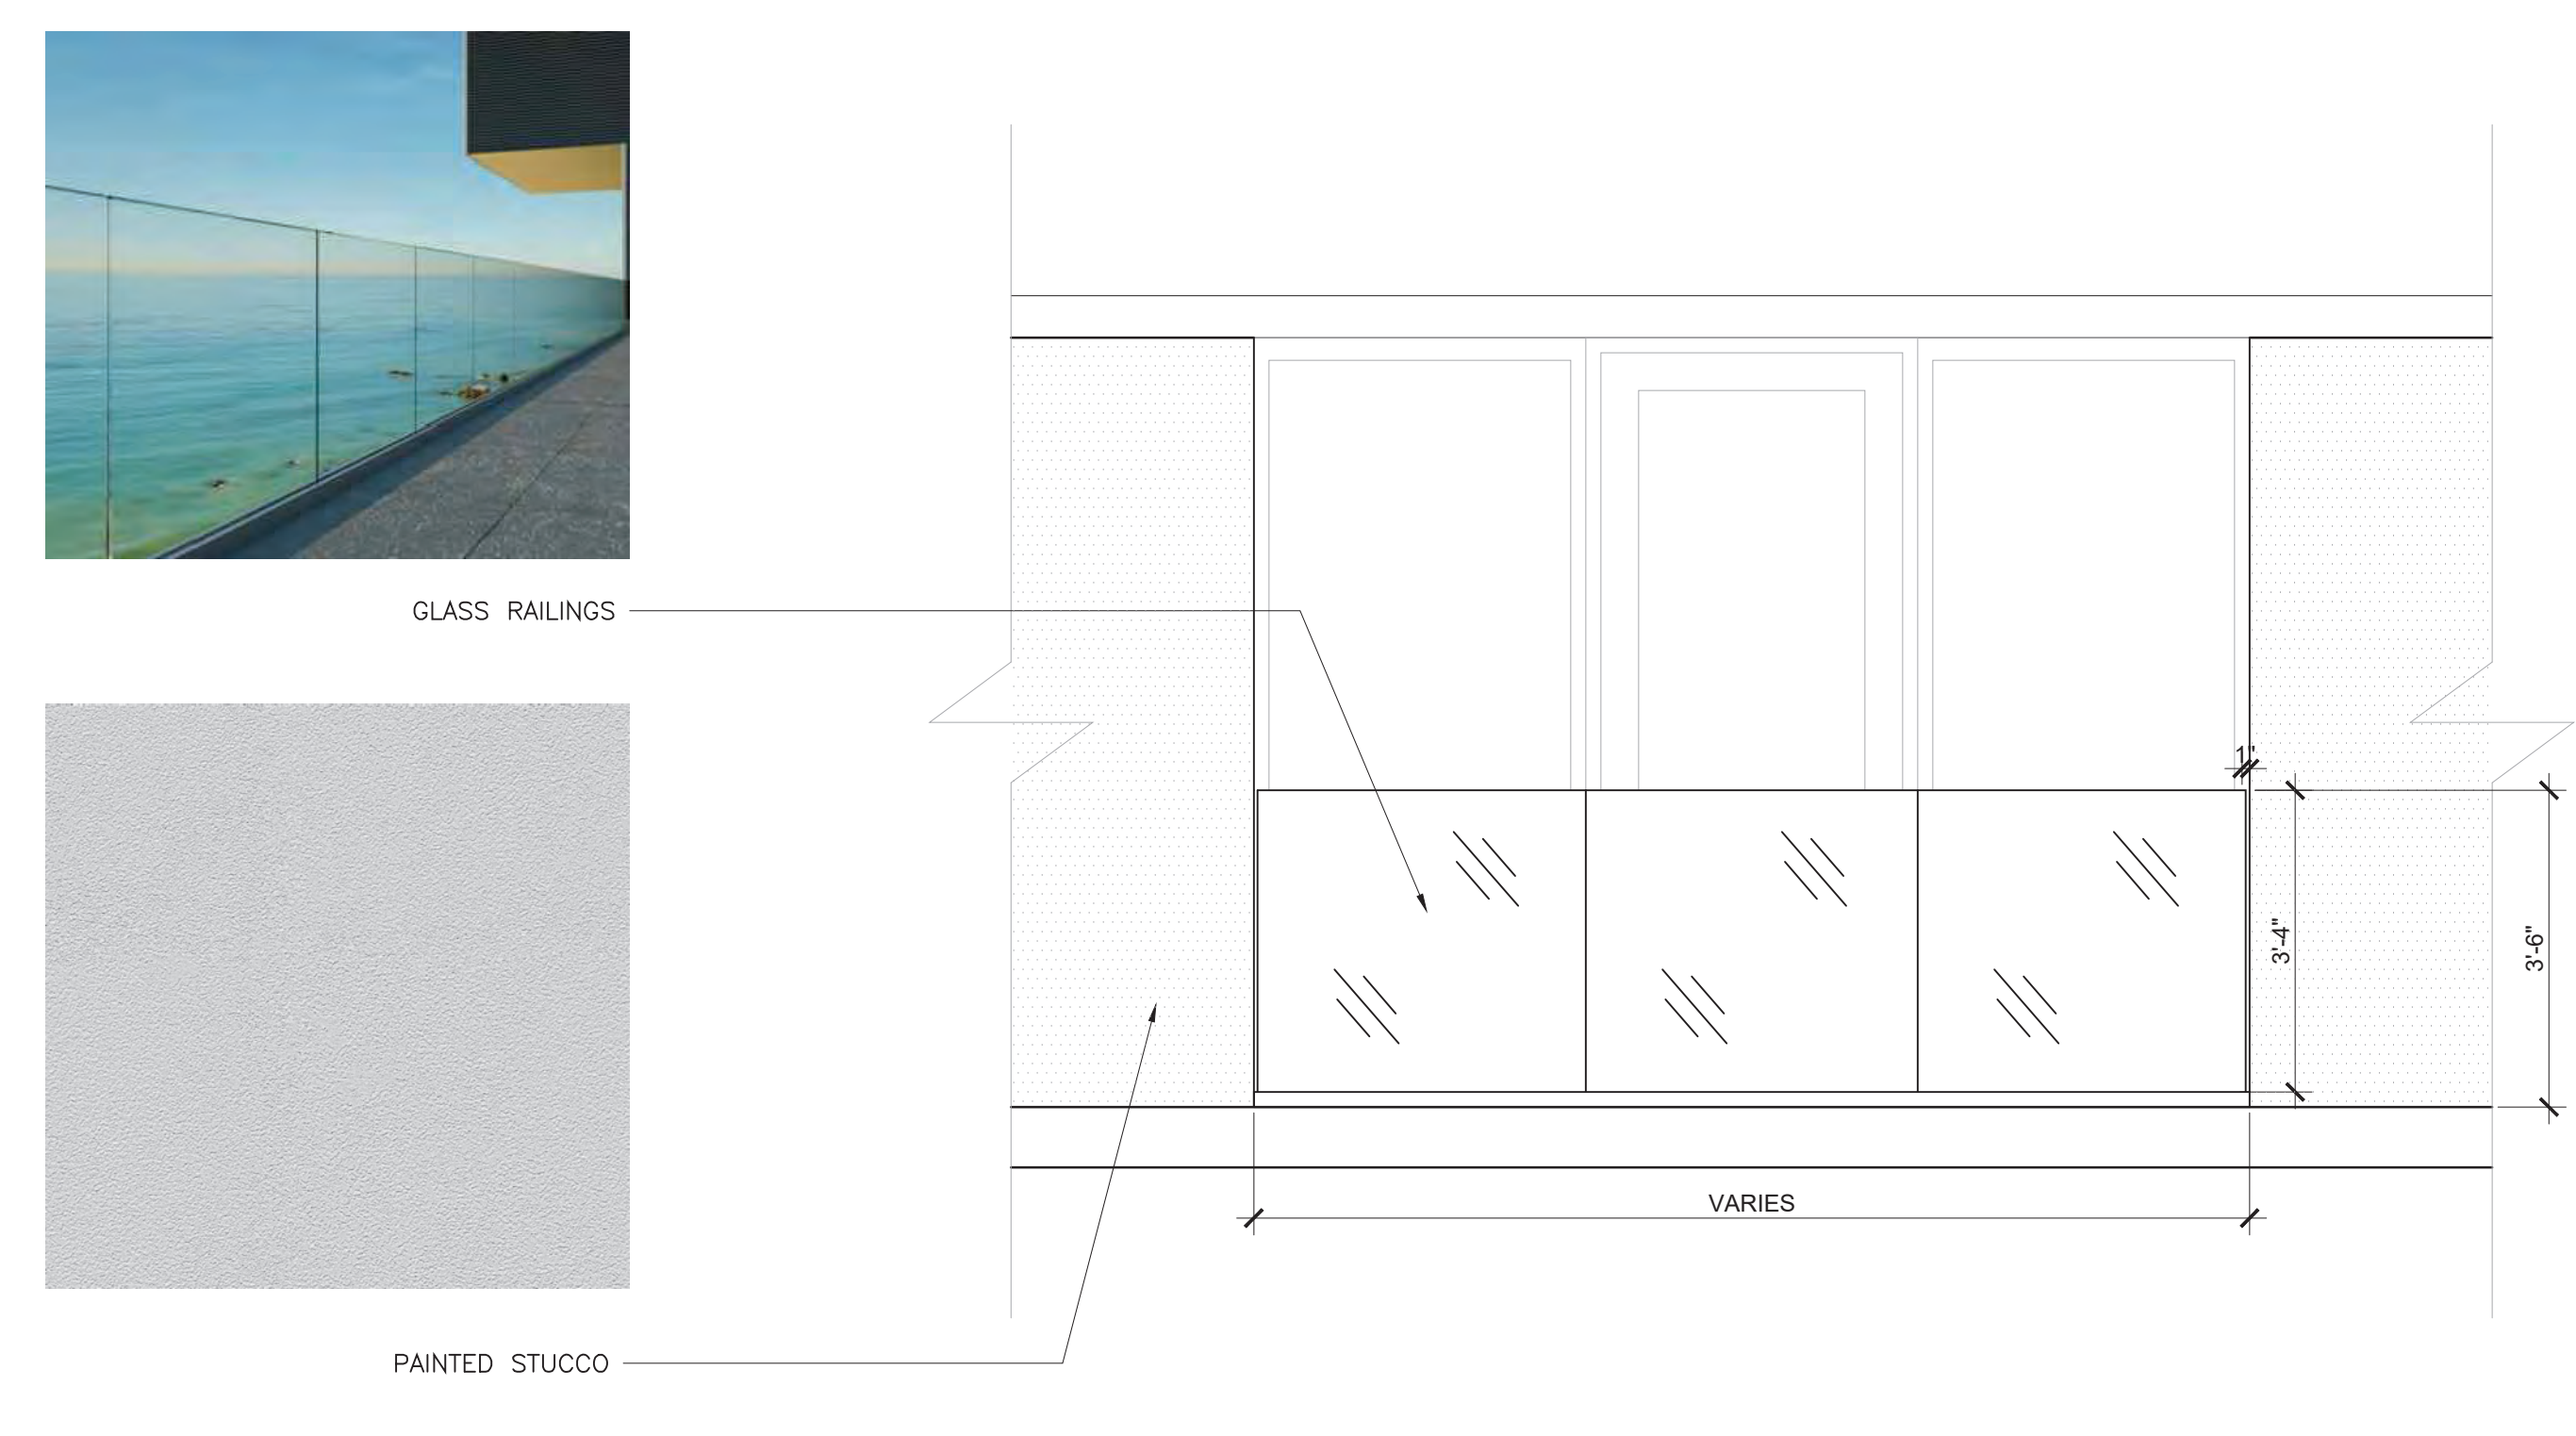 GLASS RAILINGS
1"
3'-4"
3'-6"
VARIES
PAINTED STUCCO